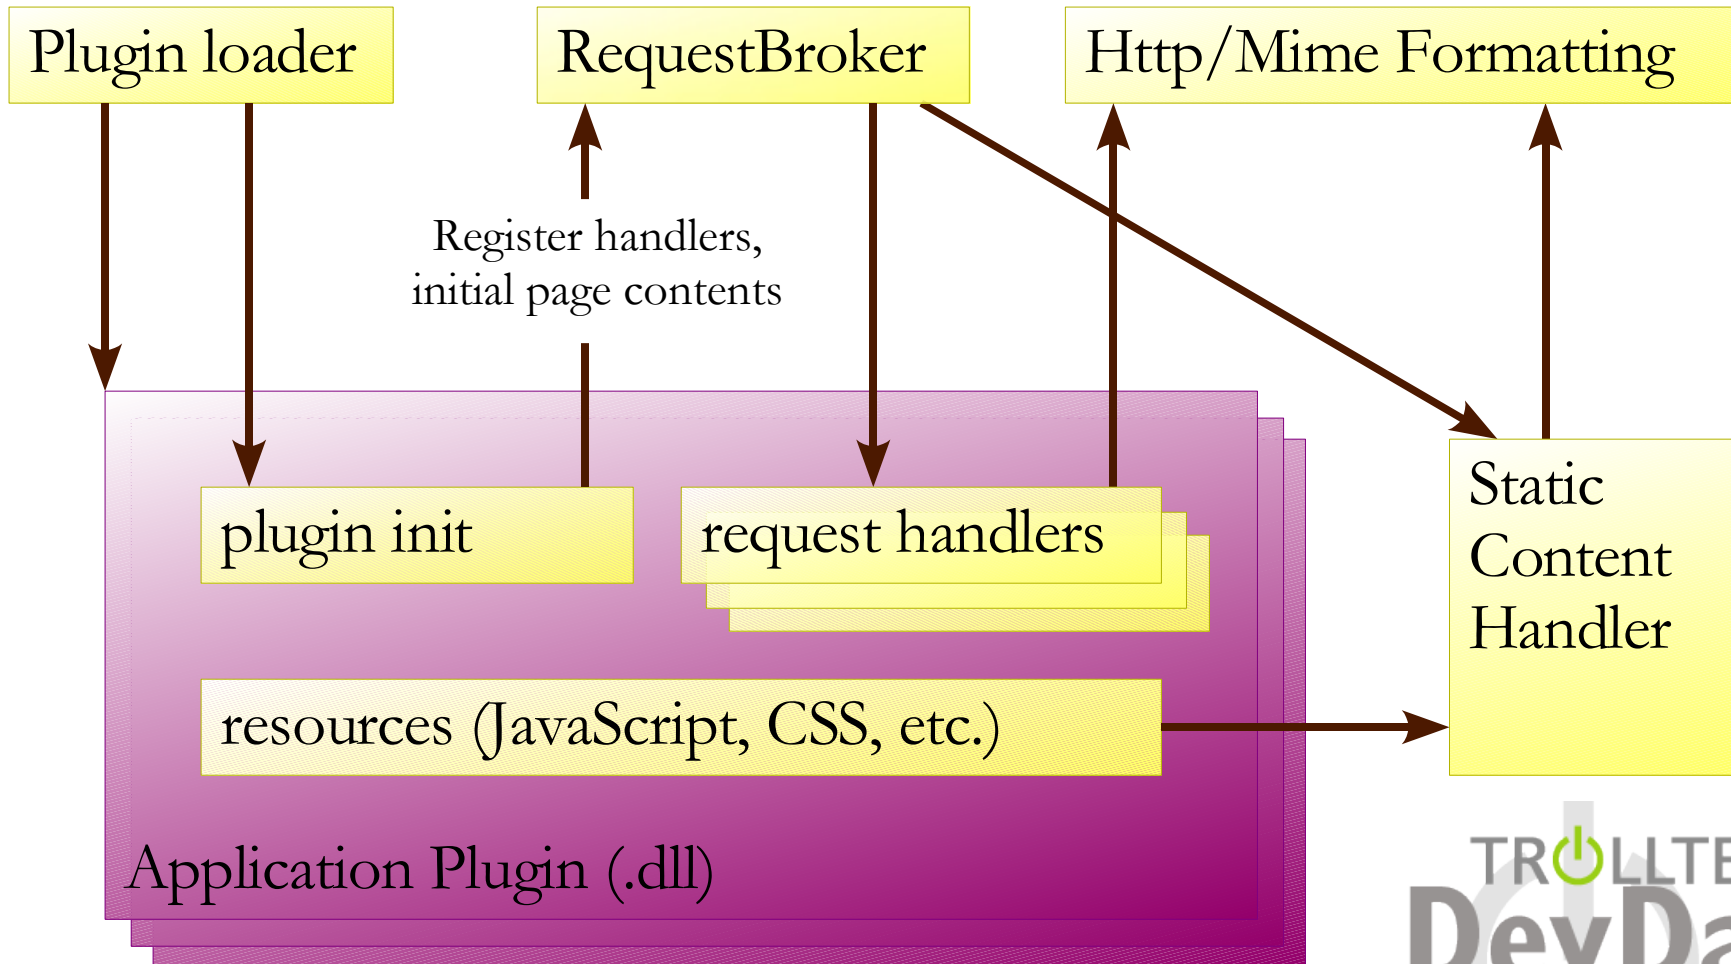 Plugin loader
RequestBroker
Http/Mime Formatting
Register handlers,
initial page contents
plugin init
request handlers
Static
Content
Handler
resources (JavaScript, CSS, etc.)
Application Plugin (.dll)